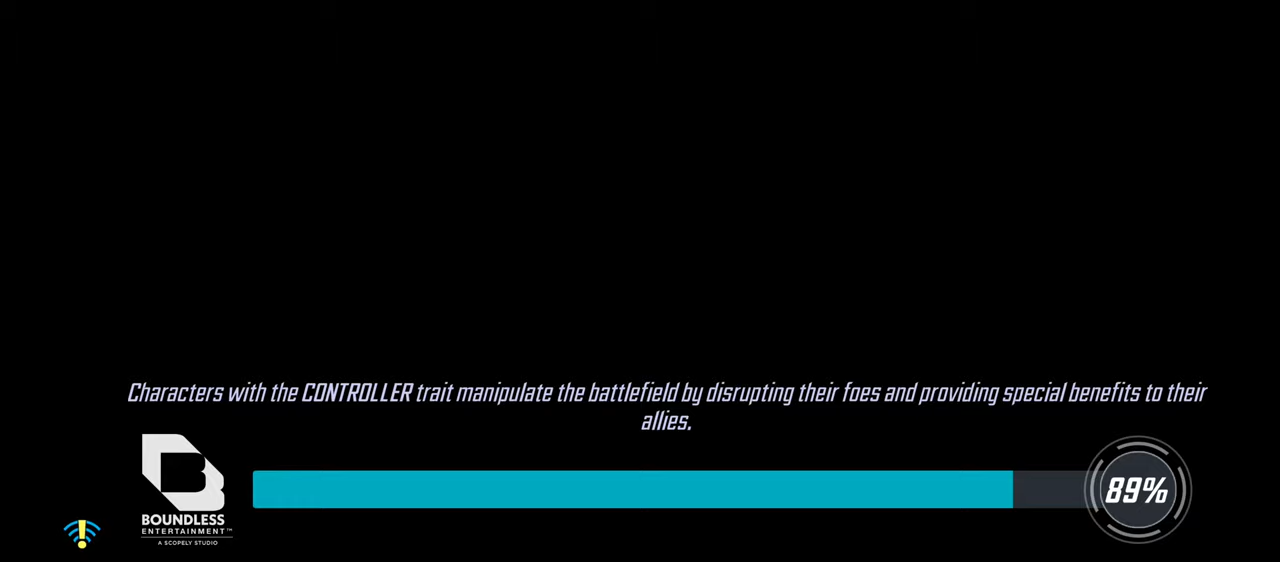 Characters with the CONTROLLER trait manipulate the battlefield by disrupting their foes and providing special benefits to their
allies.
89%
BOUNDLESS
ENTERTAINMENT™
A SCOPELY STUDIO